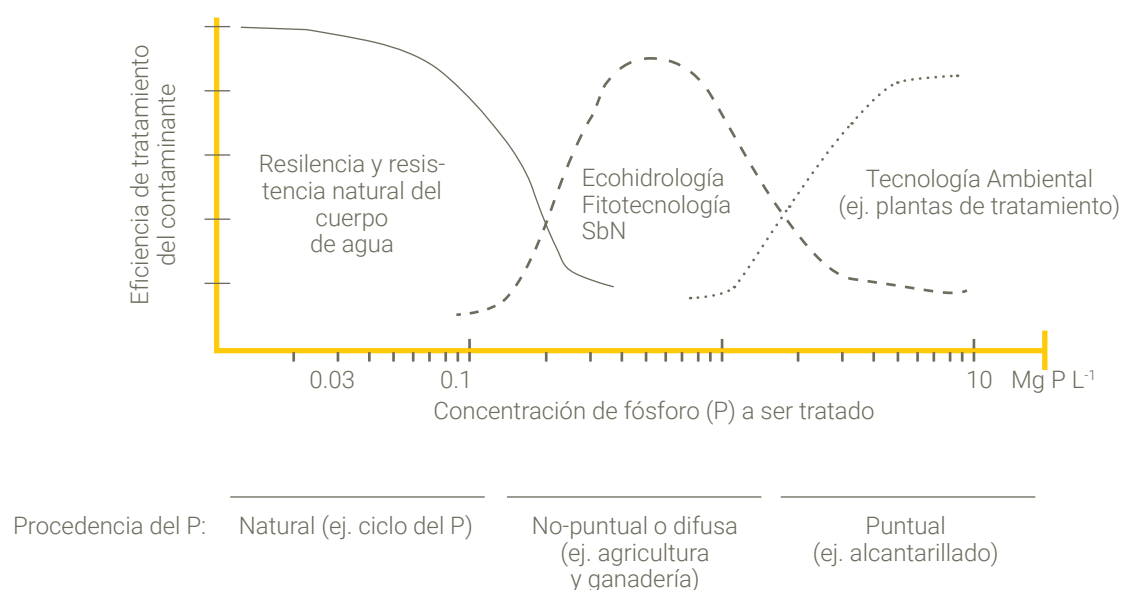 Eficiencia de tratamiento
del contaminante
Resilencia y resis-
tencia natural del
cuerpo
de agua
Ecohidrología
Fitotecnología
SbN
Tecnología Ambiental
(ej. plantas de tratamiento)
0.03
0.1
10
Mg P L⁻¹
Concentración de fósforo (P) a ser tratado
Procedencia del P:
Natural (ej. ciclo del P)
No-puntual o difusa
(ej. agricultura
y ganadería)
Puntual
(ej. alcantarillado)